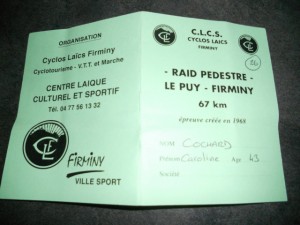 ORGANISATION
Cyclos Laics Firminy
Cyclotourisme - V.T.T et Marche
CENTRE LAIQUE
CULTUREL ET SPORTIF
Tél. 04 77 56 13 32
Firminy
VILLE SPORT
C.L.C.S.
CYCLOS LAICS
FIRMINY
- RAID PEDESTRE -
LE PUY - FIRMINY
67 km
épreuve créée en 1968
NOM COCHARD
Prénom Caroline Age 43
Société